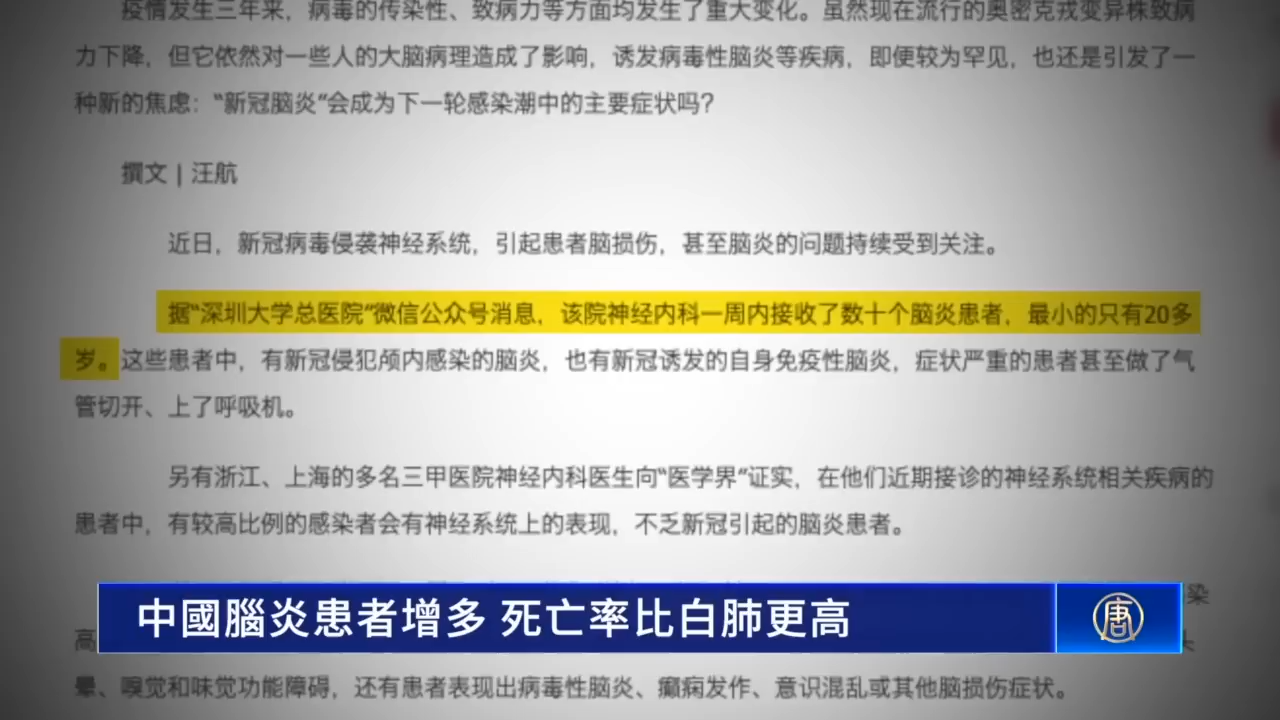 疫情发生三年来，病毒的传染性、致病力等方面均发生了重大变化。虽然现在流行的奥密克戎变异株致病
力下降，但它依然对一些人的大脑病理造成了影响，诱发病毒性脑炎等疾病，即便较为罕见，也还是引发了一
种新的焦虑：“新冠脑炎”会成为下一轮感染潮中的主要症状吗？
撰文 | 汪航
近日，新冠病毒侵袭神经系统，引起患者脑损伤，甚至脑炎的问题持续受到关注。
据“深圳大学总医院”微信公众号消息，该院神经内科一周内接收了数十个脑炎患者，最小的只有20多
岁。这些患者中，有新冠侵犯颅内感染的脑炎，也有新冠诱发的自身免疫性脑炎，症状严重的患者甚至做了气
管切开、上了呼吸机。
另有浙江、上海的多名三甲医院神经内科医生向“医学界”证实，在他们近期接诊的神经系统相关疾病的
患者中，有较高比例的感染者会有神经系统上的表现，不乏新冠引起的脑炎患者。
染
中國腦炎患者增多 死亡率比白肺更高
唐
高
晕、嗅觉和味觉功能障碍，还有患者表现出病毒性脑炎、癫痫发作、意识混乱或其他脑损伤症状。